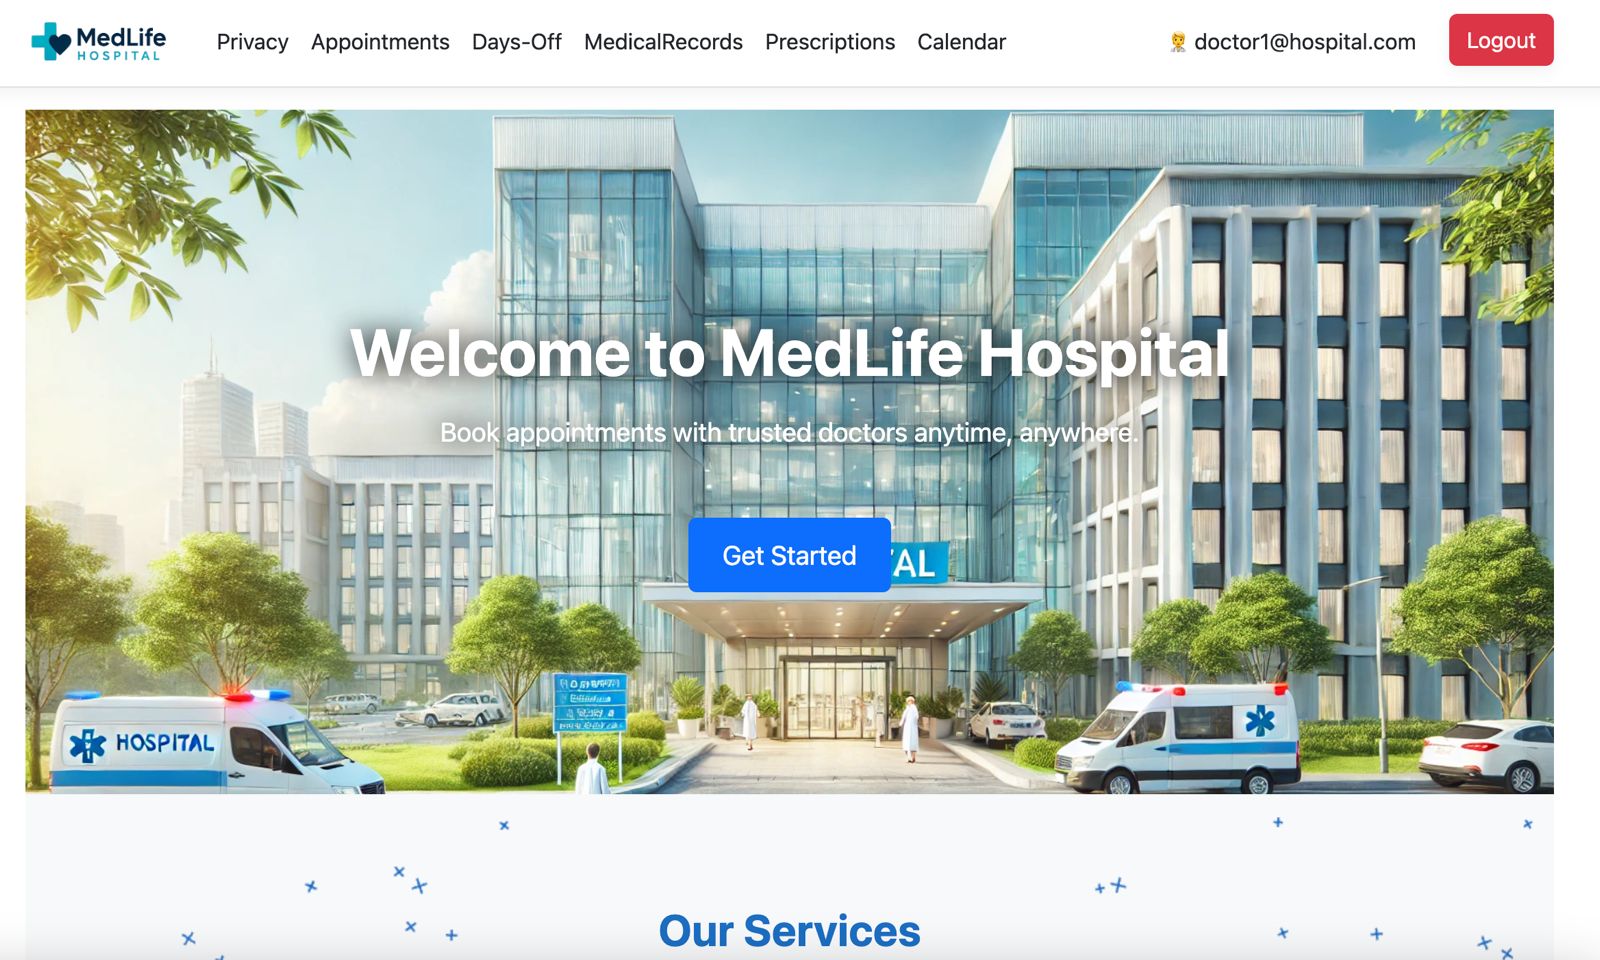 MedLife
HOSPITAL
Privacy Appointments Days-Off MedicalRecords Prescriptions Calendar
doctor1@hospital.com
Logout
Welcome to MedLife Hospital
Book appointments with trusted doctors anytime, anywhere.
Get Started
AL
HOSPITAL
Our Services